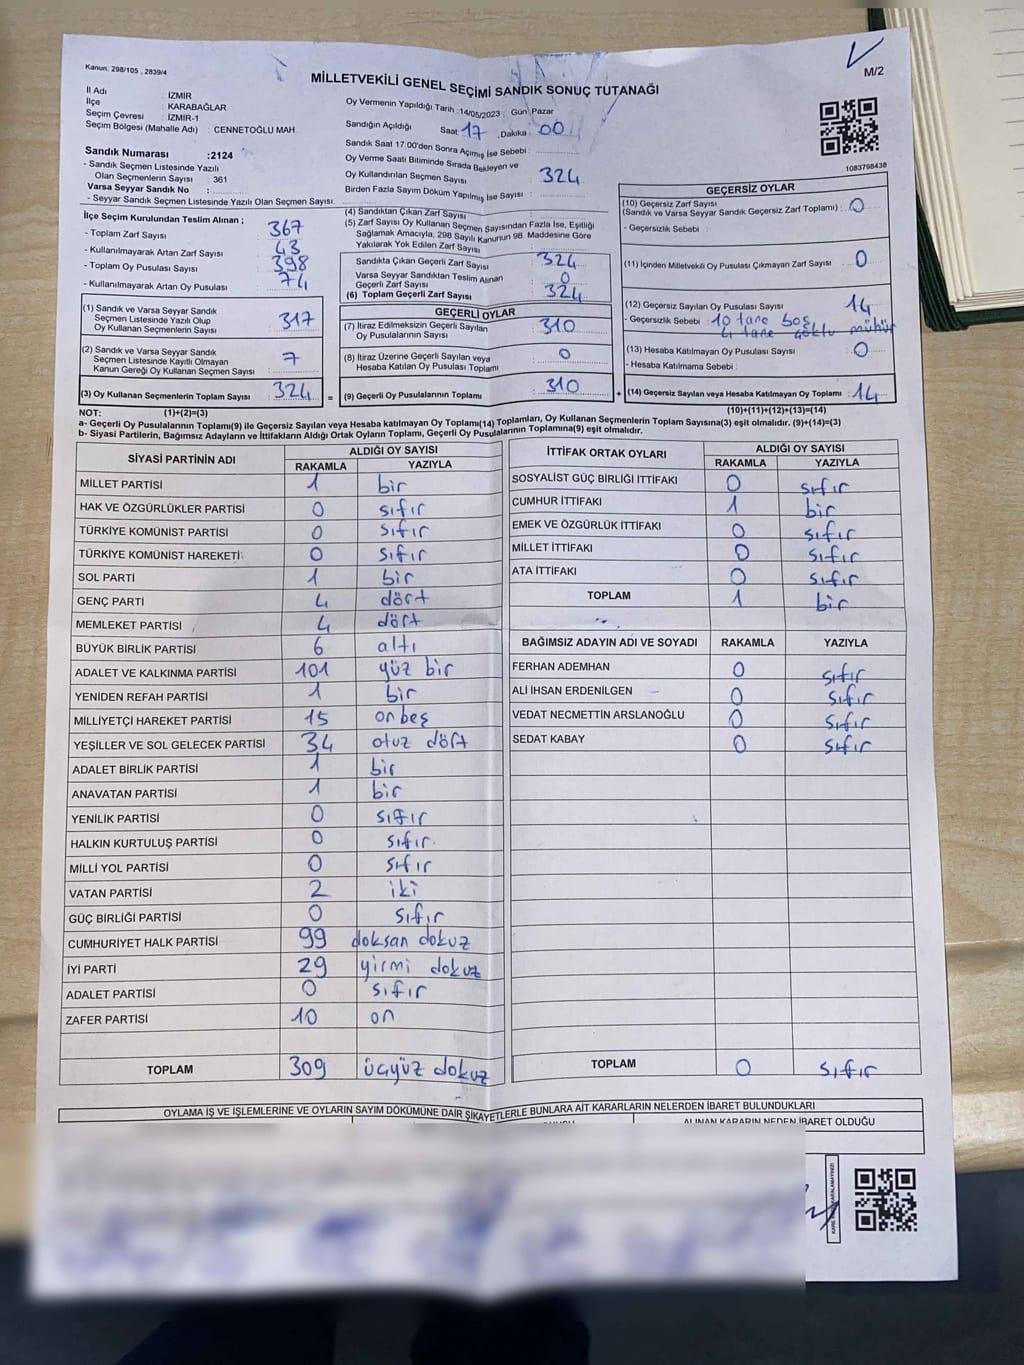 Kanun: 298/105 , 2839/4
M/2
MİLLETVEKİLİ GENEL SEÇİMİ SANDIK SONUÇ TUTANAĞI
İl Adı : İZMİR
İlçe : KARABAĞLAR
Seçim Çevresi : İZMİR-1
Seçim Bölgesi (Mahalle Adı) : CENNETOĞLU MAH.
Sandık Numarası :2124
- Sandık Seçmen Listesinde Yazılı
Olan Seçmenlerin Sayısı : 361
Varsa Seyyar Sandık No :
- Seyyar Sandık Seçmen Listesinde Yazılı Olan Seçmen Sayısı:
Oy Vermenin Yapıldığı Tarih :14/05/2023 Gün: Pazar
Sandığın Açıldığı Saat: 17 , Dakika: 00
Sandık Saat 17:00'den Sonra Açımış İse Sebebi :
Oy Verme Saati Bitiminde Sırada Bekleyen ve
Oy Kullandırılan Seçmen Sayısı : 324
Birden Fazla Sayım Döküm Yapılmış İse Sayısı :
1083798438
İlçe Seçim Kurulundan Teslim Alınan ;
- Toplam Zarf Sayısı : 367
- Kullanılmayarak Artan Zarf Sayısı : 43
- Toplam Oy Pusulası Sayısı : 398
- Kullanılmayarak Artan Oy Pusulası : 74
(4) Sandıktan Çıkan Zarf Sayısı :
(5) Zarf Sayısı Oy Kullanan Seçmen Sayısından Fazla İse, Eşitliği
Sağlamak Amacıyla; 298 Sayılı Kanunun 98. Maddesine Göre
Yakılarak Yok Edilen Zarf Sayısı :
Sandıkta Çıkan Geçerli Zarf Sayısı : 324
Varsa Seyyar Sandıktan Teslim Alınan
Geçerli Zarf Sayısı : 0
(6) Toplam Geçerli Zarf Sayısı : 324
GEÇERSİZ OYLAR
(10) Geçersiz Zarf Sayısı
(Sandık ve Varsa Seyyar Sandık Geçersiz Zarf Toplamı) : 0
- Geçersizlik Sebebi :
(11) İçinden Milletvekili Oy Pusulası Çıkmayan Zarf Sayısı : 0
(12) Geçersiz Sayılan Oy Pusulası Sayısı : 14
- Geçersizlik Sebebi : 10 tane boş
4 tane çoklu mühür
(13) Hesaba Katılmayan Oy Pusulası Sayısı : 0
- Hesaba Katılmama Sebebi :
(1) Sandık ve Varsa Seyyar Sandık
Seçmen Listesinde Yazılı Olup
Oy Kullanan Seçmenlerin Sayısı : 317
(2) Sandık ve Varsa Seyyar Sandık
Seçmen Listesinde Kayıtlı Olmayan
Kanun Gereği Oy Kullanan Seçmen Sayısı : 7
GEÇERLİ OYLAR
(7) İtiraz Edilmeksizin Geçerli Sayılan
Oy Pusulalarının Sayısı : 310
(8) İtiraz Üzerine Geçerli Sayılan veya
Hesaba Katılan Oy Pusulası Toplamı : 0
(3) Oy Kullanan Seçmenlerin Toplam Sayısı : 324 = (9) Geçerli Oy Pusulalarının Toplamı : 310 + (14) Geçersiz Sayılan veya Hesaba Katılmayan Oy Toplamı : 14
NOT: (1)+(2)=(3) (10)+(11)+(12)+(13)=(14)
a- Geçerli Oy Pusulalarının Toplamı(9) ile Geçersiz Sayılan veya Hesaba katılmayan Oy Toplamı(14) Toplamları, Oy Kullanan Seçmenlerin Toplam Sayısına(3) eşit olmalıdır. (9)+(14)=(3)
b- Siyasi Partilerin, Bağımsız Adayların ve İttifakların Aldığı Ortak Oyların Toplamı, Geçerli Oy Pusulalarının Toplamına(9) eşit olmalıdır.
SİYASİ PARTİNİN ADI ALDIĞI OY SAYISI
RAKAMLA YAZIYLA
MİLLET PARTİSİ 1 bir
HAK VE ÖZGÜRLÜKLER PARTİSİ 0 sıfır
TÜRKİYE KOMÜNİST PARTİSİ 0 sıfır
TÜRKİYE KOMÜNİST HAREKETİ 0 sıfır
SOL PARTİ 1 bir
GENÇ PARTİ 4 dört
MEMLEKET PARTİSİ 4 dört
BÜYÜK BİRLİK PARTİSİ 6 altı
ADALET VE KALKINMA PARTİSİ 101 yüz bir
YENİDEN REFAH PARTİSİ 1 bir
MİLLİYETÇİ HAREKET PARTİSİ 15 on beş
YEŞİLLER VE SOL GELECEK PARTİSİ 34 otuz dört
ADALET BİRLİK PARTİSİ 1 bir
ANAVATAN PARTİSİ 1 bir
YENİLİK PARTİSİ 0 sıfır
HALKIN KURTULUŞ PARTİSİ 0 sıfır.
MİLLİ YOL PARTİSİ 0 sıfır
VATAN PARTİSİ 2 iki
GÜÇ BİRLİĞİ PARTİSİ 0 sıfır
CUMHURİYET HALK PARTİSİ 99 doksan dokuz
İYİ PARTİ 29 yirmi dokuz
ADALET PARTİSİ 0 sıfır
ZAFER PARTİSİ 10 on
TOPLAM 309 üçyüz dokuz
İTTİFAK ORTAK OYLARI ALDIĞI OY SAYISI
RAKAMLA YAZIYLA
SOSYALİST GÜÇ BİRLİĞİ İTTİFAKI 0 sıfır
CUMHUR İTTİFAKI 1 bir
EMEK VE ÖZGÜRLÜK İTTİFAKI 0 sıfır
MİLLET İTTİFAKI 0 sıfır
ATA İTTİFAKI 0 sıfır
TOPLAM 1 bir
BAĞIMSIZ ADAYIN ADI VE SOYADI RAKAMLA YAZIYLA
FERHAN ADEMHAN 0 sıfır
ALİ İHSAN ERDENİLGEN 0 sıfır
VEDAT NECMETTİN ARSLANOĞLU 0 sıfır
SEDAT KABAY 0 sıfır
TOPLAM 0 sıfır
OYLAMA İŞ VE İŞLEMLERİNE VE OYLARIN SAYIM DÖKÜMÜNE DAİR ŞİKAYETLERLE BUNLARA AİT KARARLARIN NELERDEN İBARET BULUNDUKLARI
ALINAN KARARIN NEDEN İBARET OLDUĞU